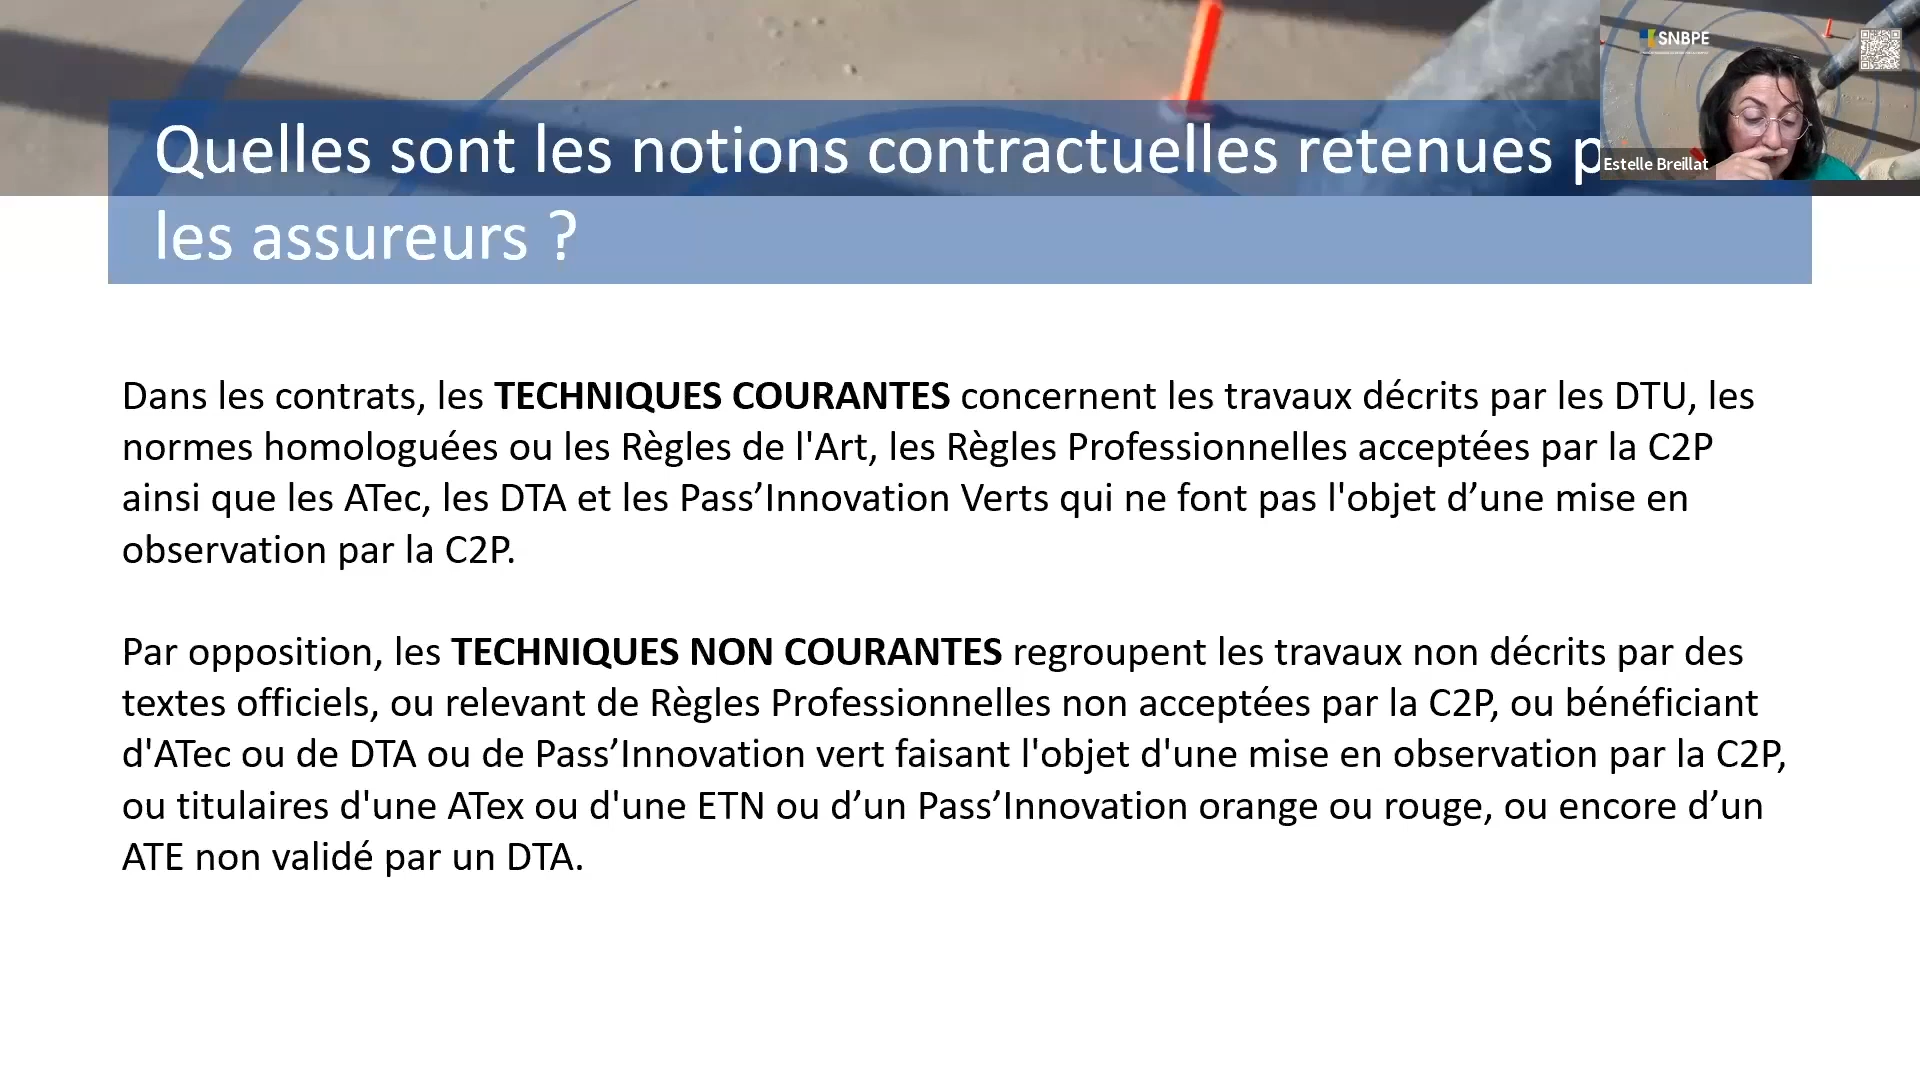 Quelles sont les notions contractuelles retenues p
les assureurs ?
SNBPE
Estelle Breillat
Dans les contrats, les TECHNIQUES COURANTES concernent les travaux décrits par les DTU, les
normes homologuées ou les Règles de l'Art, les Règles Professionnelles acceptées par la C2P
ainsi que les ATec, les DTA et les Pass’Innovation Verts qui ne font pas l'objet d’une mise en
observation par la C2P.
Par opposition, les TECHNIQUES NON COURANTES regroupent les travaux non décrits par des
textes officiels, ou relevant de Règles Professionnelles non acceptées par la C2P, ou bénéficiant
d'ATec ou de DTA ou de Pass’Innovation vert faisant l'objet d'une mise en observation par la C2P,
ou titulaires d'une ATex ou d'une ETN ou d’un Pass’Innovation orange ou rouge, ou encore d’un
ATE non validé par un DTA.